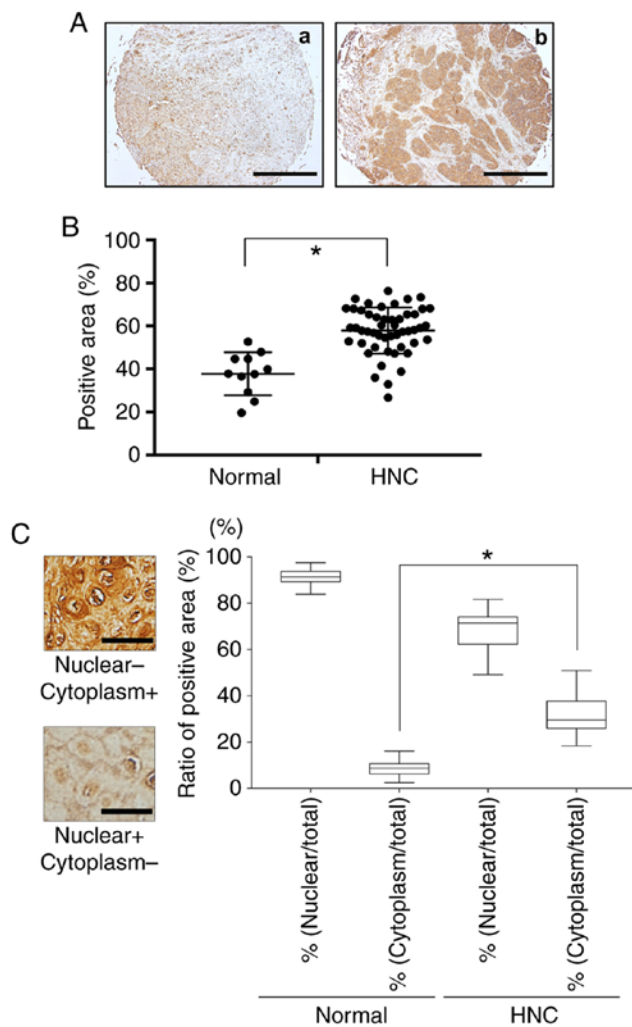 A
a
b
B
Positive area (%)
100
80
60
40
20
0
*
Normal
HNC
C
Nuclear–
Cytoplasm+
Nuclear+
Cytoplasm–
(%)
Ratio of positive area (%)
100
80
60
40
20
0
*
% (Nuclear/total)
% (Cytoplasm/total)
% (Nuclear/total)
% (Cytoplasm/total)
Normal
HNC